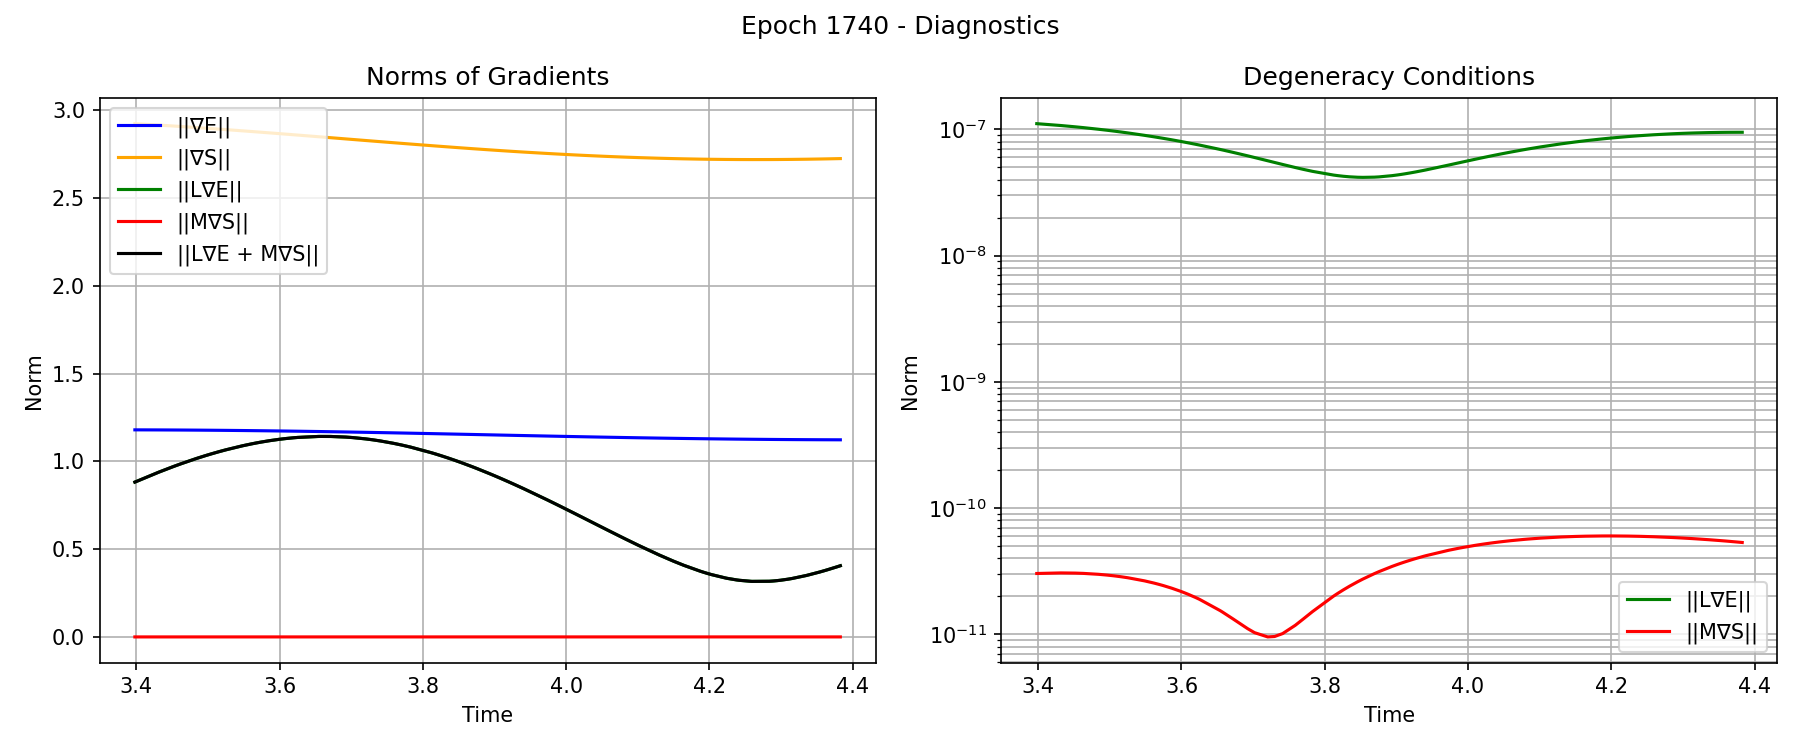 Epoch 1740 - Diagnostics
Norms of Gradients
3.0
2.5
2.0
1.5
1.0
0.5
0.0
Norm
||∇E||
||∇S||
||L∇E||
||M∇S||
||L∇E + M∇S||
3.4 3.6 3.8 4.0 4.2 4.4
Time
Degeneracy Conditions
10⁻⁷
10⁻⁸
10⁻⁹
10⁻¹⁰
10⁻¹¹
Norm
||L∇E||
||M∇S||
3.4 3.6 3.8 4.0 4.2 4.4
Time